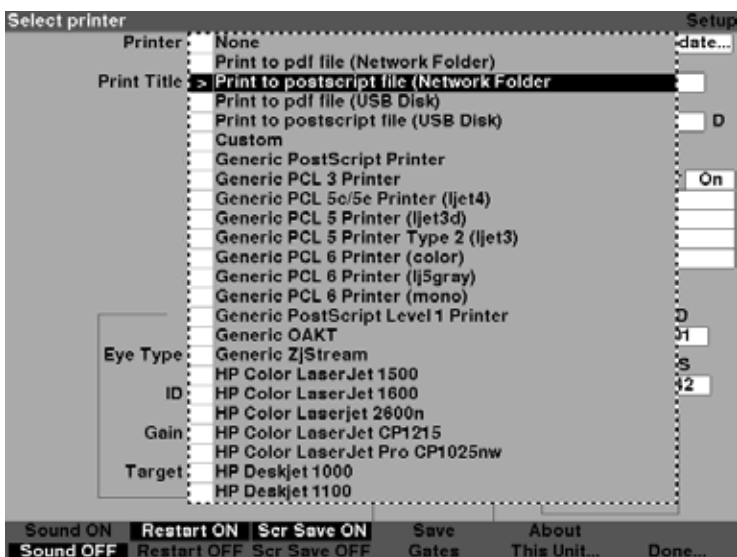 Select printer Setup
Printer None date...
Print to pdf file (Network Folder)
Print Title > Print to postscript file (Network Folder
Print to pdf file (USB Disk)
Print to postscript file (USB Disk) D
Custom
Generic PostScript Printer
Generic PCL 3 Printer On
Generic PCL 5c/5e Printer (ljet4)
Generic PCL 5 Printer (ljet3d)
Generic PCL 5 Printer Type 2 (ljet3)
Generic PCL 6 Printer (color)
Generic PCL 6 Printer (lj5gray)
Generic PCL 6 Printer (mono)
Generic PostScript Level 1 Printer
Generic OAKT
Eye Type Generic ZjStream
HP Color LaserJet 1500
ID HP Color LaserJet 1600
HP Color Laserjet 2600n
Gain HP Color LaserJet CP1215
HP Color LaserJet Pro CP1025nw
Target HP Deskjet 1000
HP Deskjet 1100
Sound ON Restart ON Scr Save ON Save About
Sound OFF Restart OFF Scr Save OFF Gates This Unit... Done...